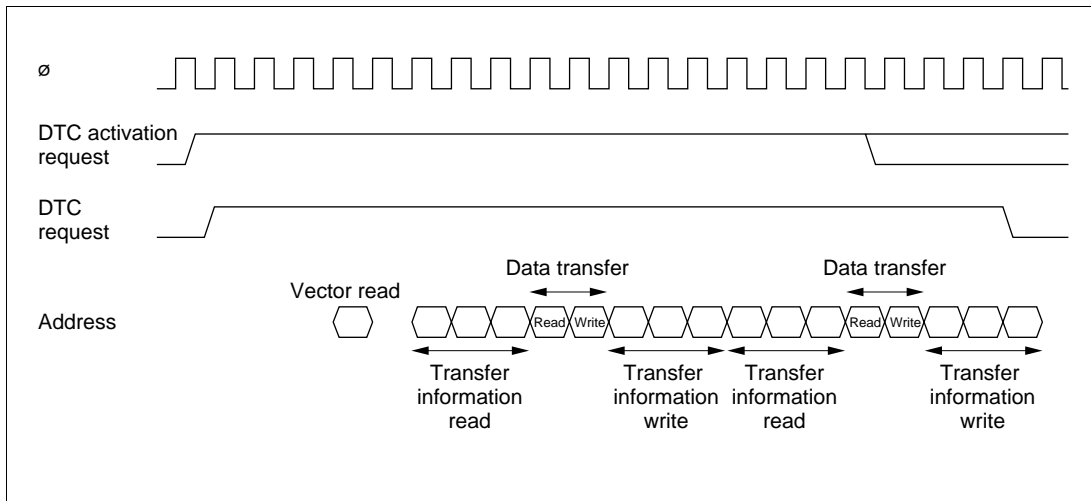 ø
DTC activation
request
DTC
request
Data transfer
Data transfer
Vector read
Address
Read
Write
Read
Write
Transfer
information
read
Transfer
information
write
Transfer
information
read
Transfer
information
write